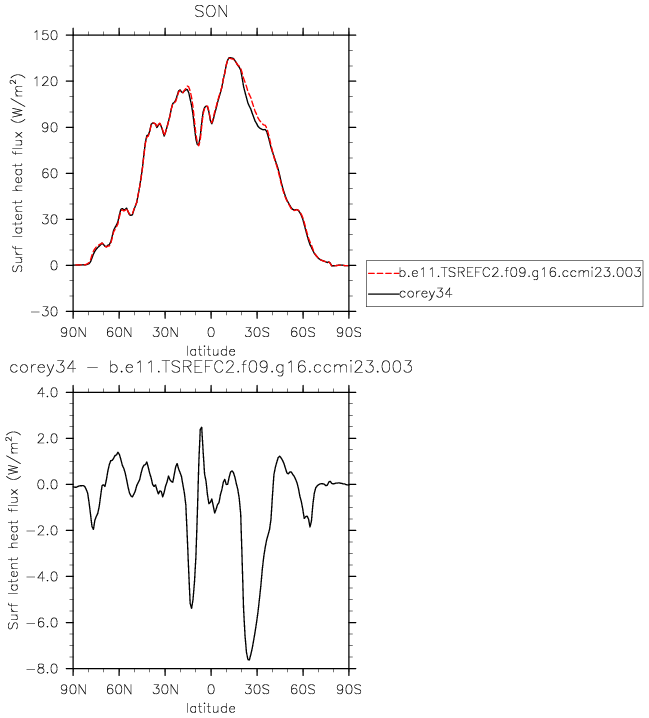 SON
Surf latent heat flux (W/m²)
150
120
90
60
30
0
−30
90N 60N 30N 0 30S 60S 90S
latitude
b.e11.TSREFC2.f09.g16.ccmi23.003
corey34
corey34 − b.e11.TSREFC2.f09.g16.ccmi23.003
Surf latent heat flux (W/m²)
4.0
2.0
0.0
−2.0
−4.0
−6.0
−8.0
90N 60N 30N 0 30S 60S 90S
latitude